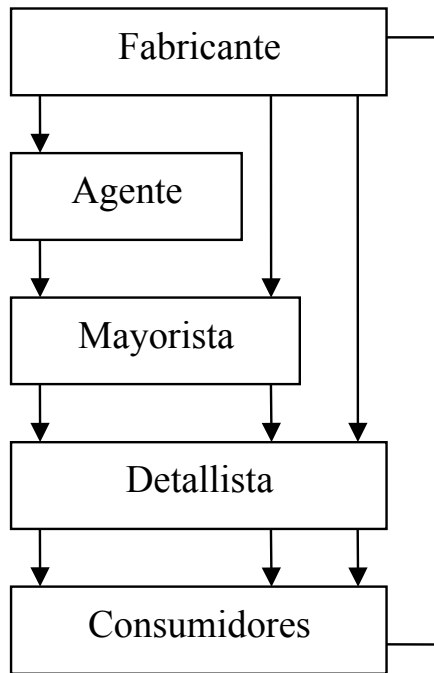 Fabricante
Agente
Mayorista
Detallista
Consumidores